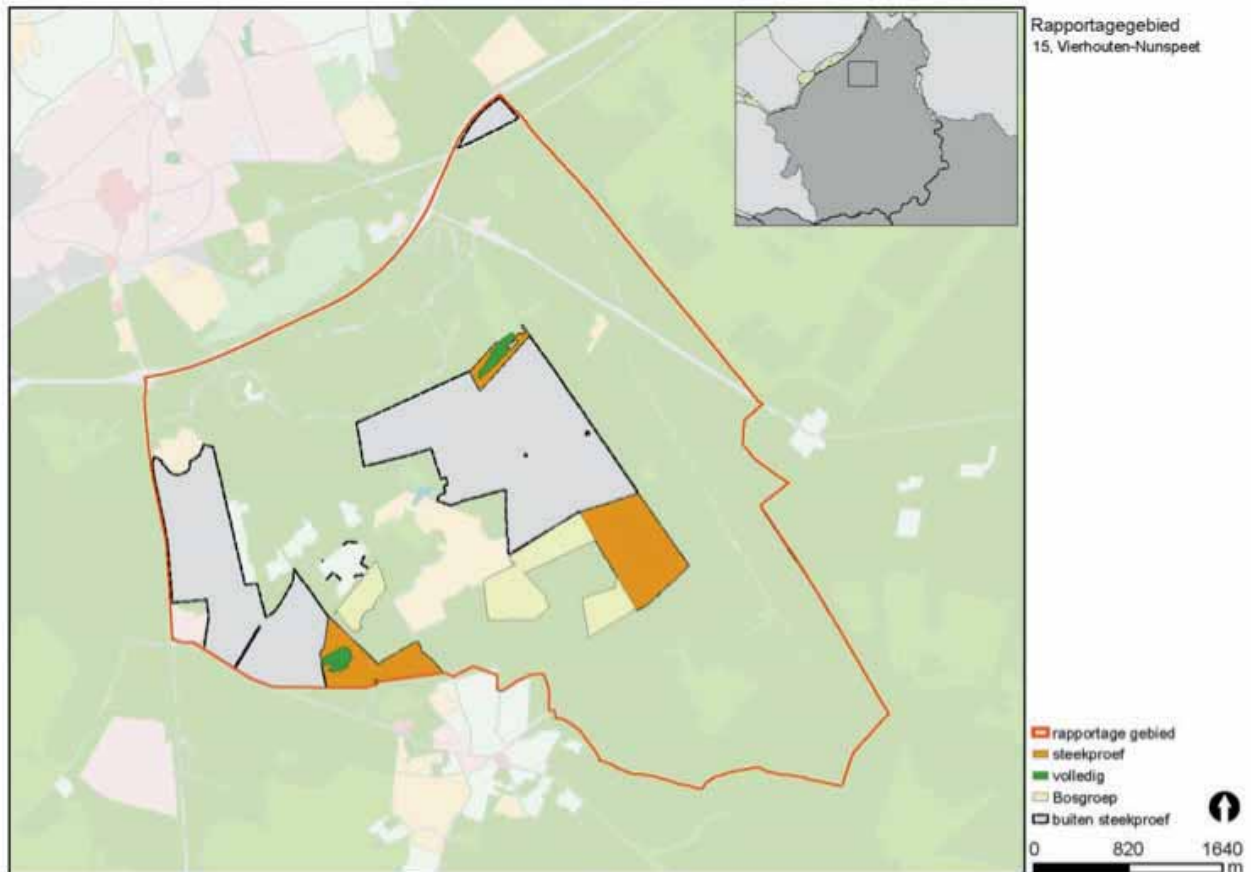 Rapportagegebied
15, Vierhouten-Nunspeet
rapportage gebied
steekproef
volledig
Bosgroep
buiten steekproef
0 820 1640
m